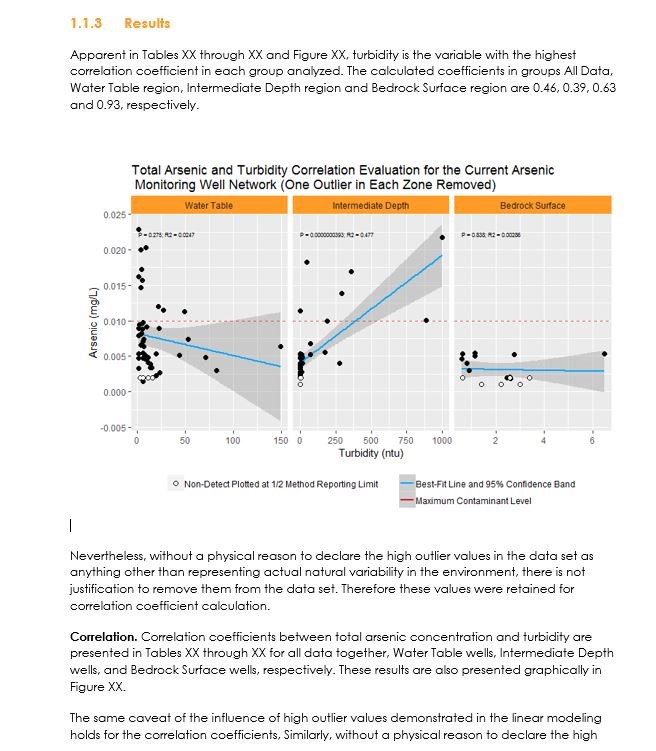 1.1.3 Results
Apparent in Tables XX through XX and Figure XX, turbidity is the variable with the highest
correlation coefficient in each group analyzed. The calculated coefficients in groups All Data,
Water Table region, Intermediate Depth region and Bedrock Surface region are 0.46, 0.39, 0.63
and 0.93, respectively.
Total Arsenic and Turbidity Correlation Evaluation for the Current Arsenic
Monitoring Well Network (One Outlier in Each Zone Removed)
Water Table Intermediate Depth Bedrock Surface
P = 0.275; R2 = 0.0247 P = 0.0000000393; R2 = 0.477 P = 0.838; R2 = 0.00286
0.025
0.020
0.015
0.010
0.005
0.000
-0.005
Arsenic (mg/L)
0 50 100 150 0 250 500 750 1000 2 4 6
Turbidity (ntu)
Non-Detect Plotted at 1/2 Method Reporting Limit
Best-Fit Line and 95% Confidence Band
Maximum Contaminant Level
Nevertheless, without a physical reason to declare the high outlier values in the data set as
anything other than representing actual natural variability in the environment, there is not
justification to remove them from the data set. Therefore these values were retained for
correlation coefficient calculation.
Correlation. Correlation coefficients between total arsenic concentration and turbidity are
presented in Tables XX through XX for all data together, Water Table wells, Intermediate Depth
wells, and Bedrock Surface wells, respectively. These results are also presented graphically in
Figure XX.
The same caveat of the influence of high outlier values demonstrated in the linear modeling
holds for the correlation coefficients, Similarly, without a physical reason to declare the high